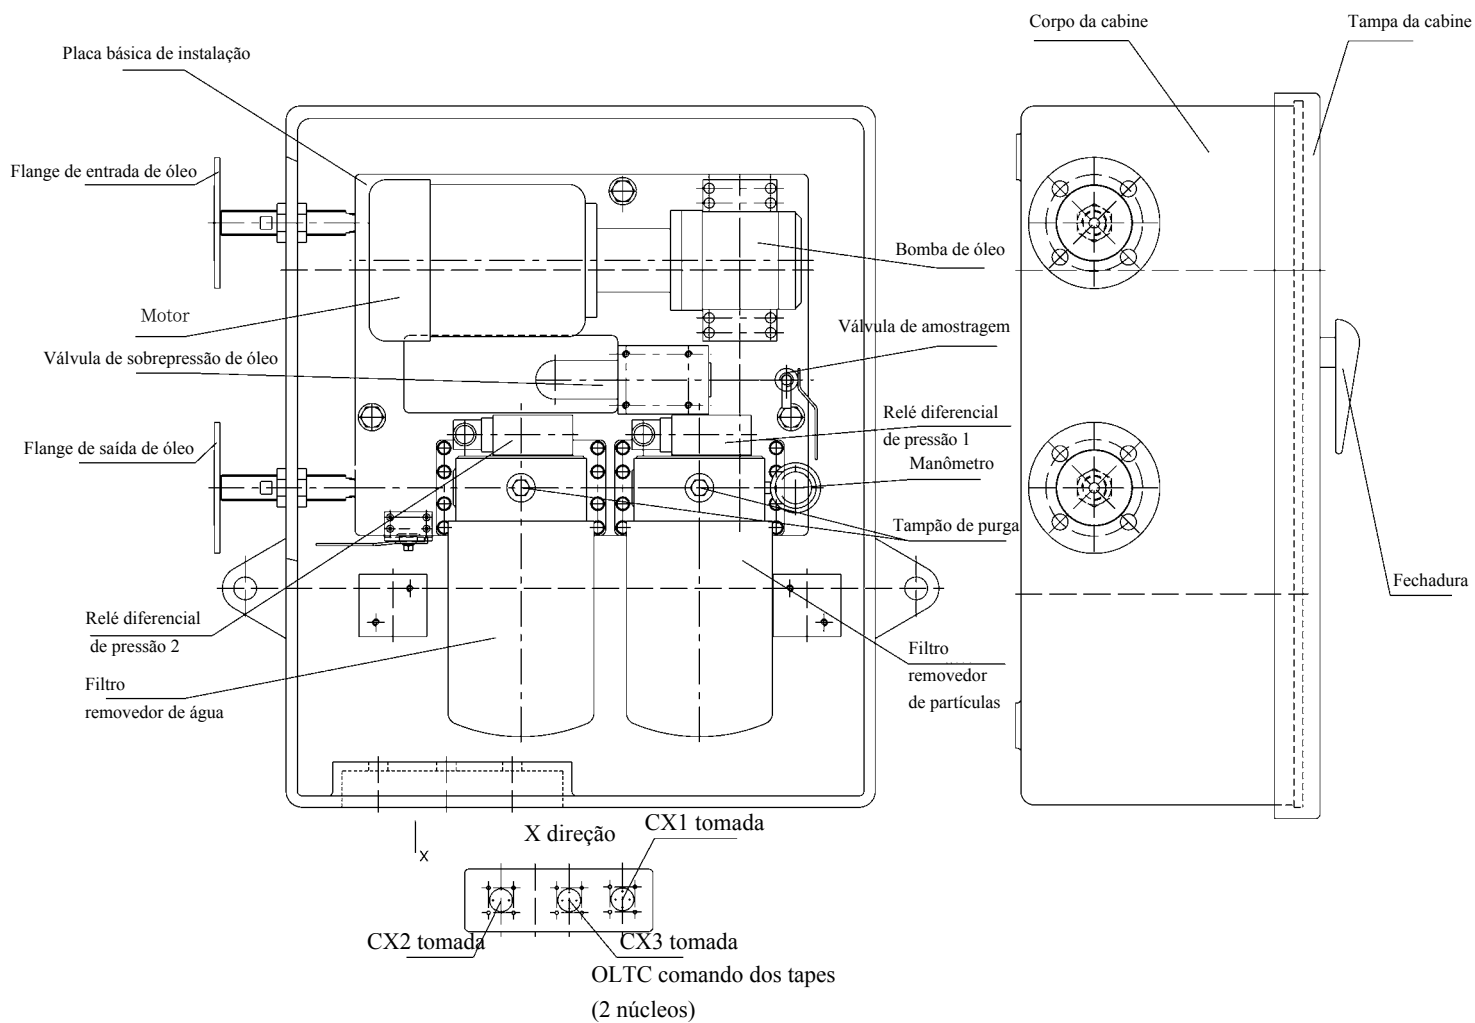 Corpo da cabine
Tampa da cabine
Placa básica de instalação
Flange de entrada de óleo
Bomba de óleo
Motor
Válvula de amostragem
Válvula de sobrepressão de óleo
Relé diferencial
de pressão 1
Flange de saída de óleo
Manômetro
Tampão de purga
Fechadura
Relé diferencial
de pressão 2
Filtro
removedor
de partículas
Filtro
removedor de água
X direção
CX1 tomada
X
CX2 tomada
CX3 tomada
OLTC comando dos tapes
(2 núcleos)